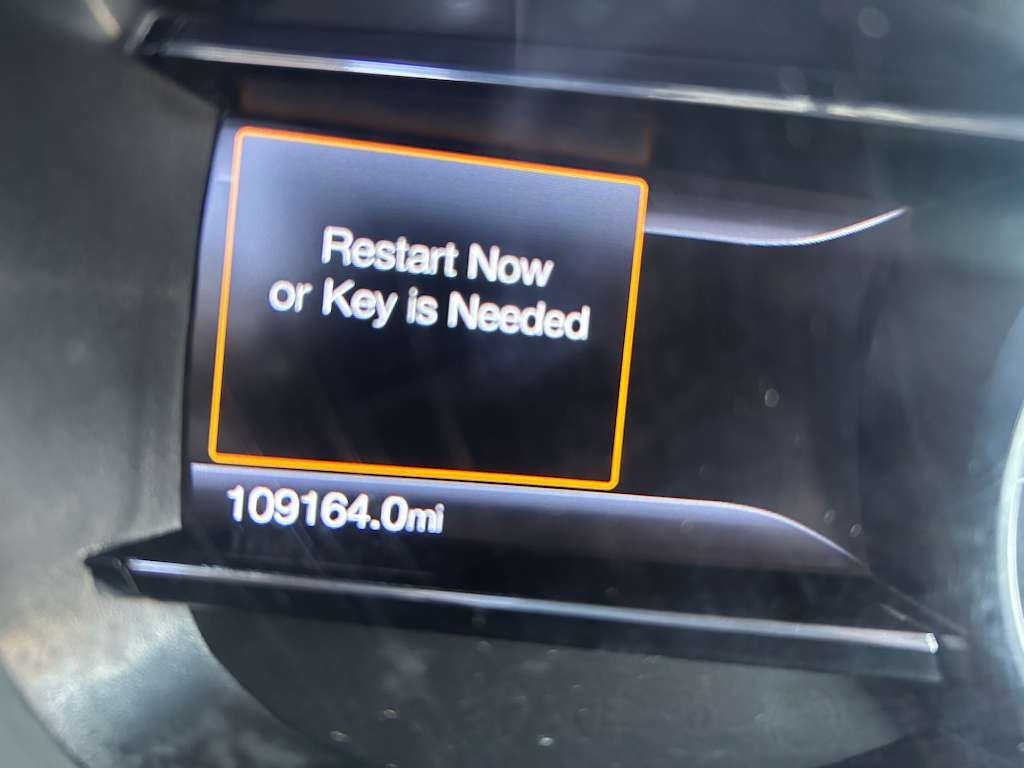 Restart Now
or Key is Needed
109164.0mi